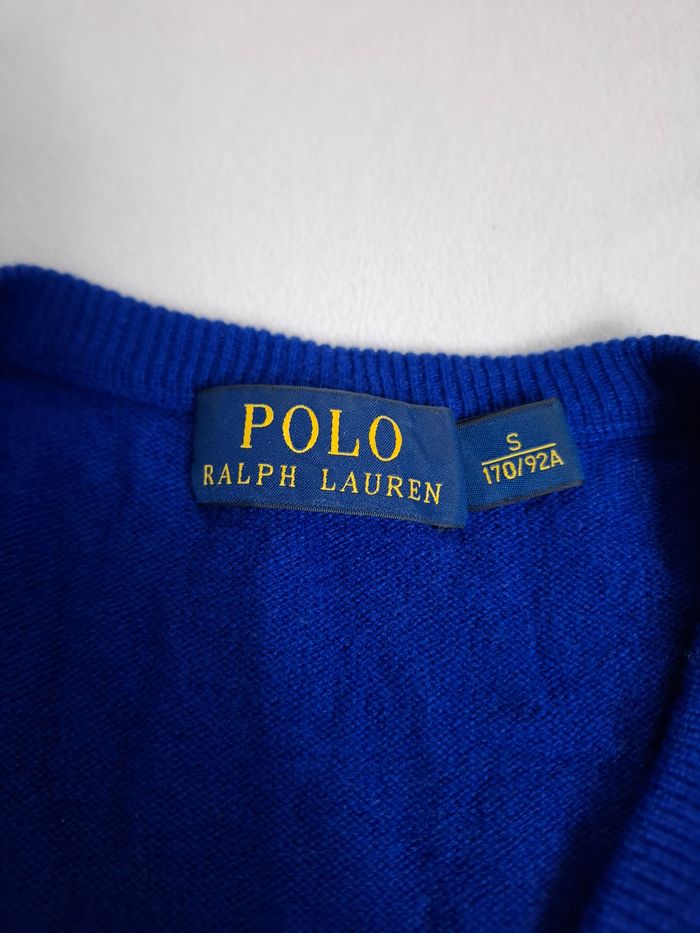 POLO
RALPH LAUREN
S
170/92A